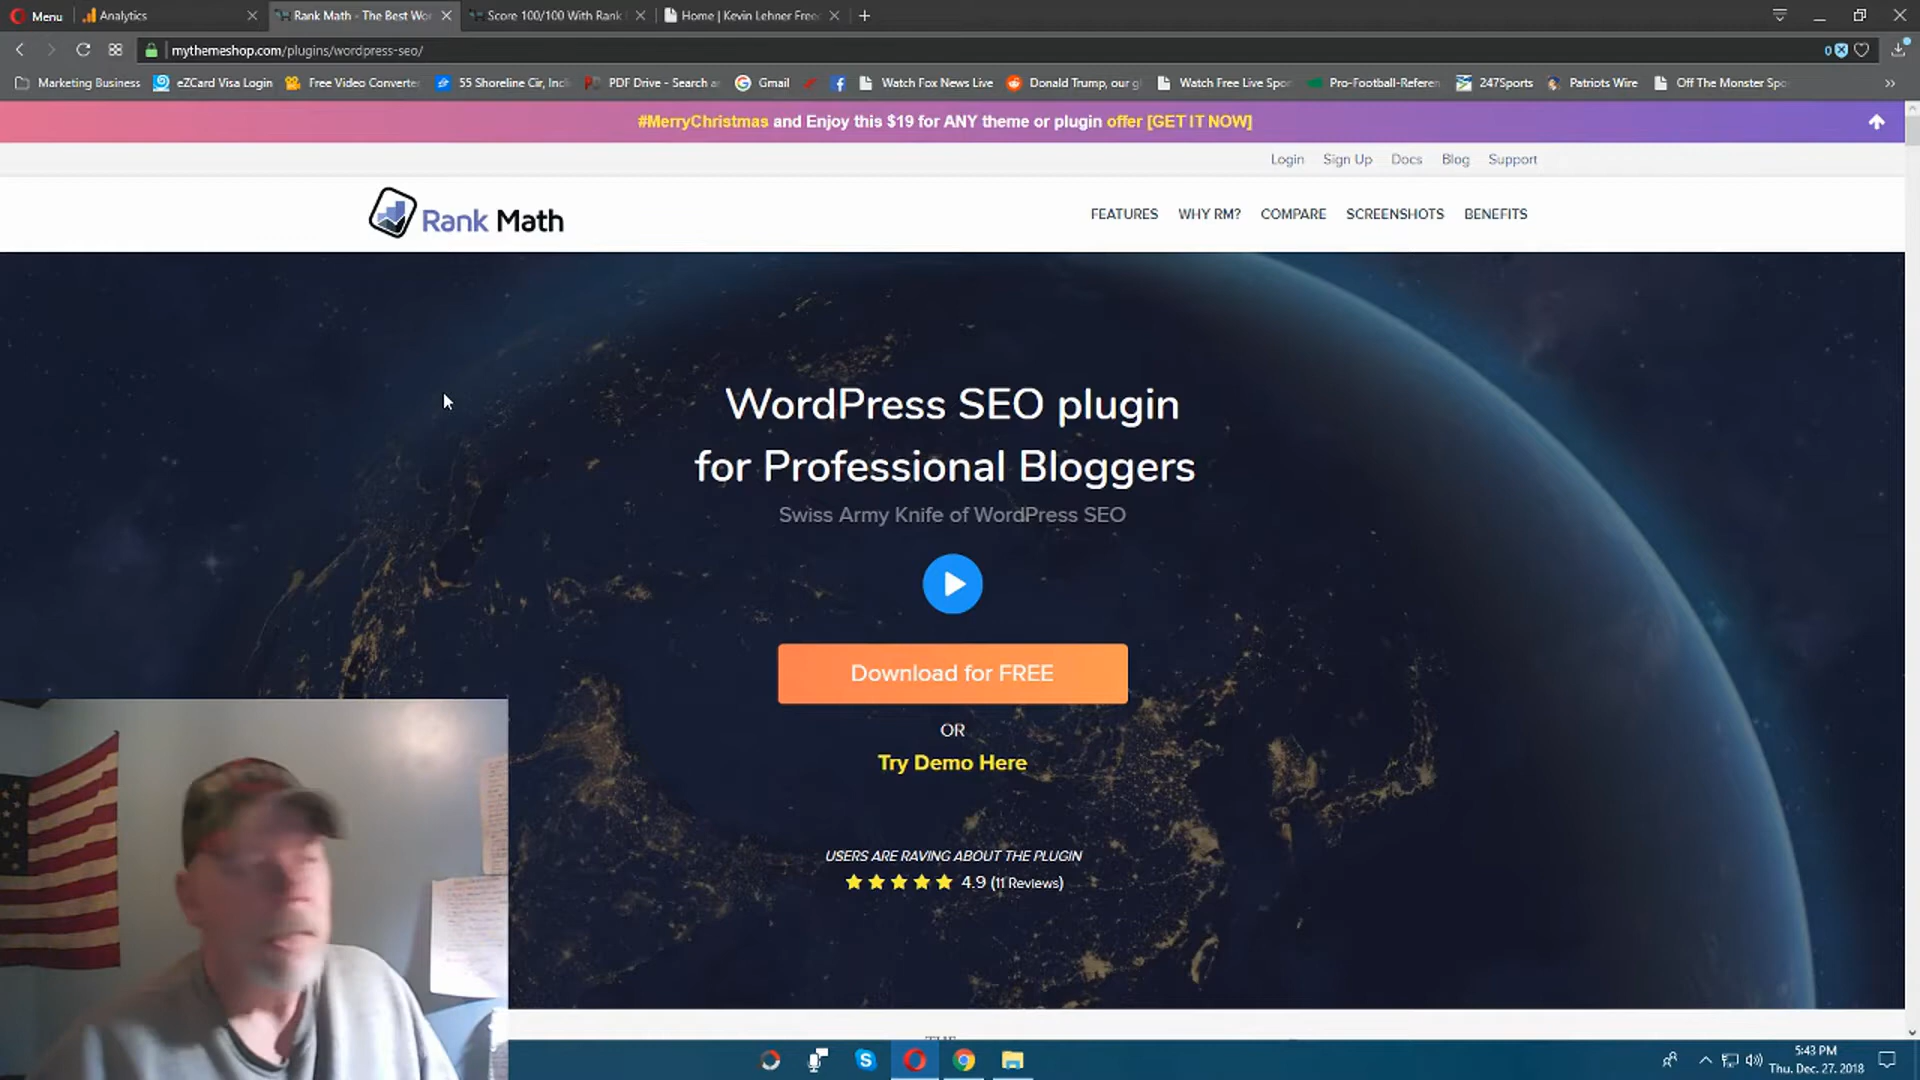 Menu Analytics Rank Math - The Best Wor Score 100/100 With Rank Home | Kevin Lehner Free
mythemeshop.com/plugins/wordpress-seo/ 0
Marketing Business eZCard Visa Login Free Video Converte 55 Shoreline Cir, Inc PDF Drive - Search a Gmail Watch Fox News Live Donald Trump, our g Watch Free Live Spo Pro-Football-Referen 247Sports Patriots Wire Off The Monster Spo
#MerryChristmas and Enjoy this $19 for ANY theme or plugin offer [GET IT NOW]
Login Sign Up Docs Blog Support
Rank Math FEATURES WHY RM? COMPARE SCREENSHOTS BENEFITS
WordPress SEO plugin
for Professional Bloggers
Swiss Army Knife of WordPress SEO
Download for FREE
OR
Try Demo Here
USERS ARE RAVING ABOUT THE PLUGIN
4.9 (11 Reviews)
5:43 PM
Thu. Dec. 27. 2018